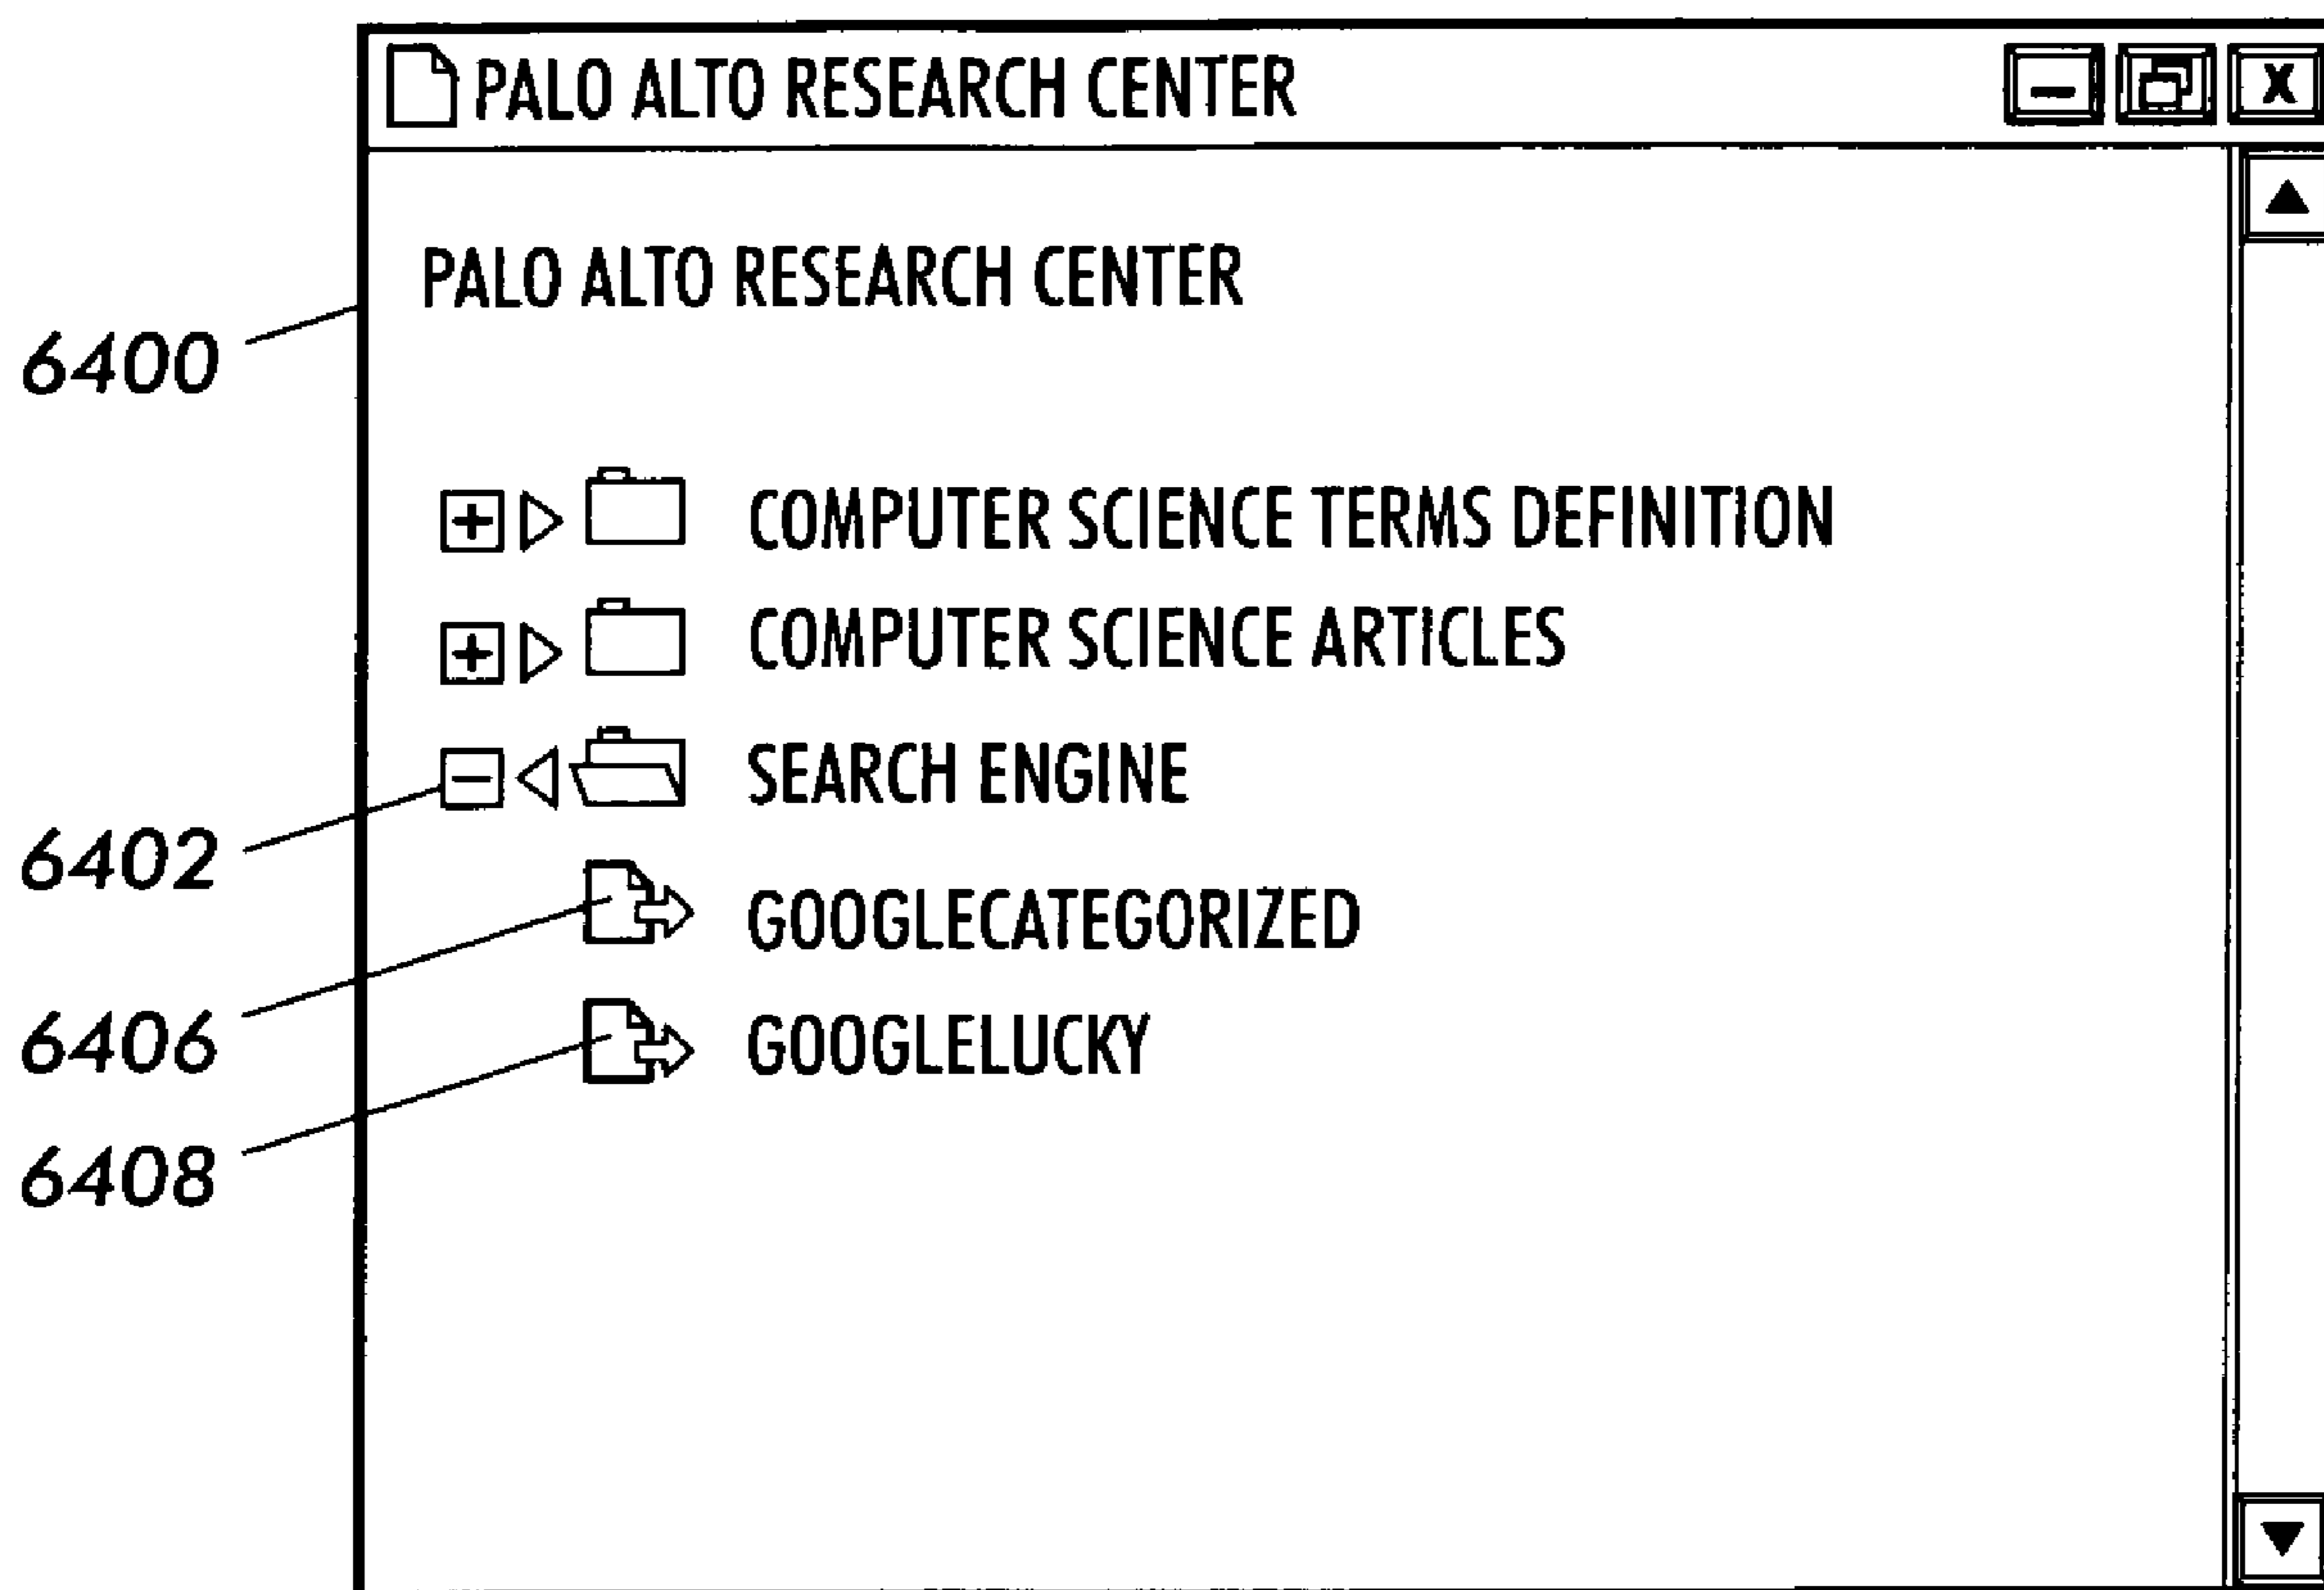 PALO ALTO RESEARCH CENTER
PALO ALTO RESEARCH CENTER
6400
COMPUTER SCIENCE TERMS DEFINITION
COMPUTER SCIENCE ARTICLES
SEARCH ENGINE
6402
GOOGLECATEGORIZED
6406
GOOGLELUCKY
6408